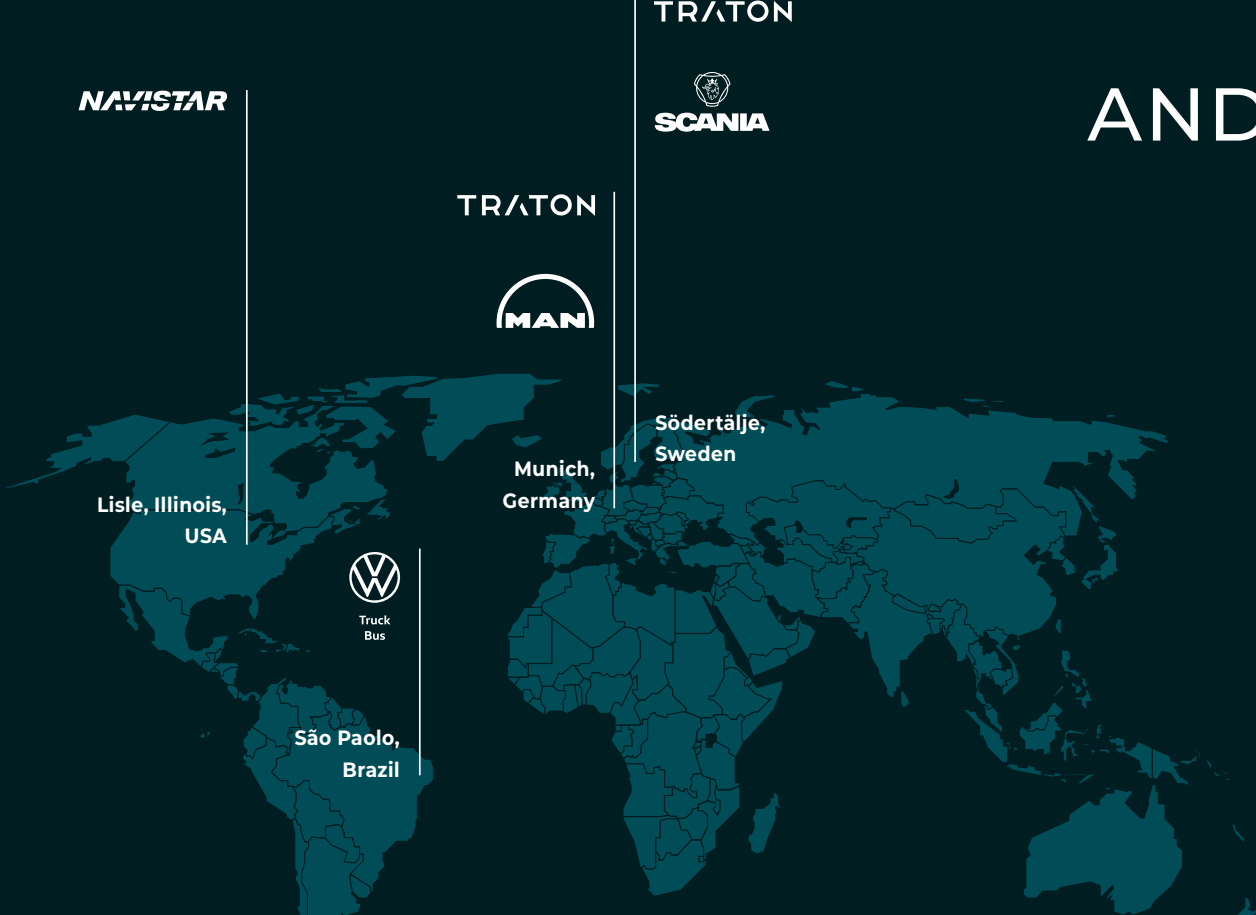 TRATON
NAVISTAR
SCANIA
AND
TRATON
MAN
Södertälje,
Sweden
Munich,
Germany
Lisle, Illinois,
USA
Truck
Bus
São Paolo,
Brazil